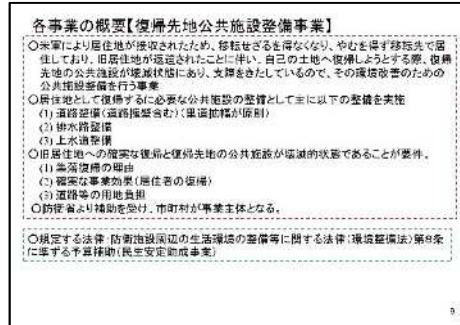 各事業の概要【復帰先地公共施設整備事業】
〇米軍により居住地が接収されたため、移転せざるを得なくなり、やむを得ず移転先で居
住しており、旧居住地が返還されたことに伴い、自己の土地へ復帰しようとする際、復帰
先地の公共施設が壊滅状態にあり、支障をきたしているので、その環境改善のための
公共施設整備を行う事業
〇居住地として復帰するに必要な公共施設の整備として主に以下の整備を実施
(1) 道路整備(道路擁壁含む)(里道拡幅が原則)
(2) 排水路整備
(3) 上水道整備
〇旧居住地への確実な復帰と復帰先地の公共施設が壊滅的状態であることが要件。
(1) 集落復帰の理由
(2) 確実な事業効果(居住者の復帰)
(3) 道路等の用地負担
〇防衛省より補助を受け、市町村が事業主体となる。
〇規定する法律:防衛施設周辺の生活環境の整備等に関する法律(環境整備法)第8条
に準ずる予算補助(民生安定助成事業)
9